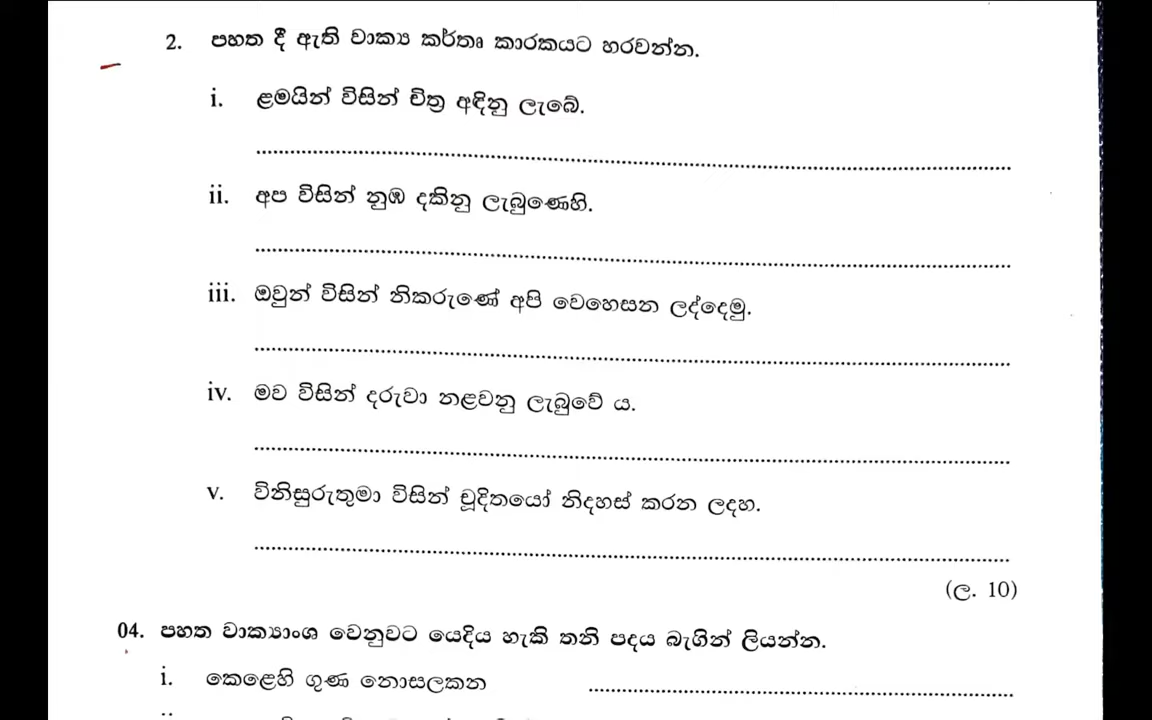 2. පහත දී ඇති වාක්‍ය කර්තෘ කාරකයට හරවන්න.
i. ළමයින් විසින් චිත්‍ර අඳිනු ලැබේ.
ii. අප විසින් නුඹ දකිනු ලැබුණෙහි.
iii. ඔවුන් විසින් නිකරුණේ අපි වෙහෙසන ලද්දෙමු.
iv. මව විසින් දරුවා නළවනු ලැබුවේ ය.
v. විනිසුරුතුමා විසින් චූදිතයෝ නිදහස් කරන ලදහ.
(ල. 10)
04. පහත වාක්‍යාංශ වෙනුවට යෙදිය හැකි තනි පදය බැගින් ලියන්න.
i. කෙළෙහි ගුණ නොසලකන